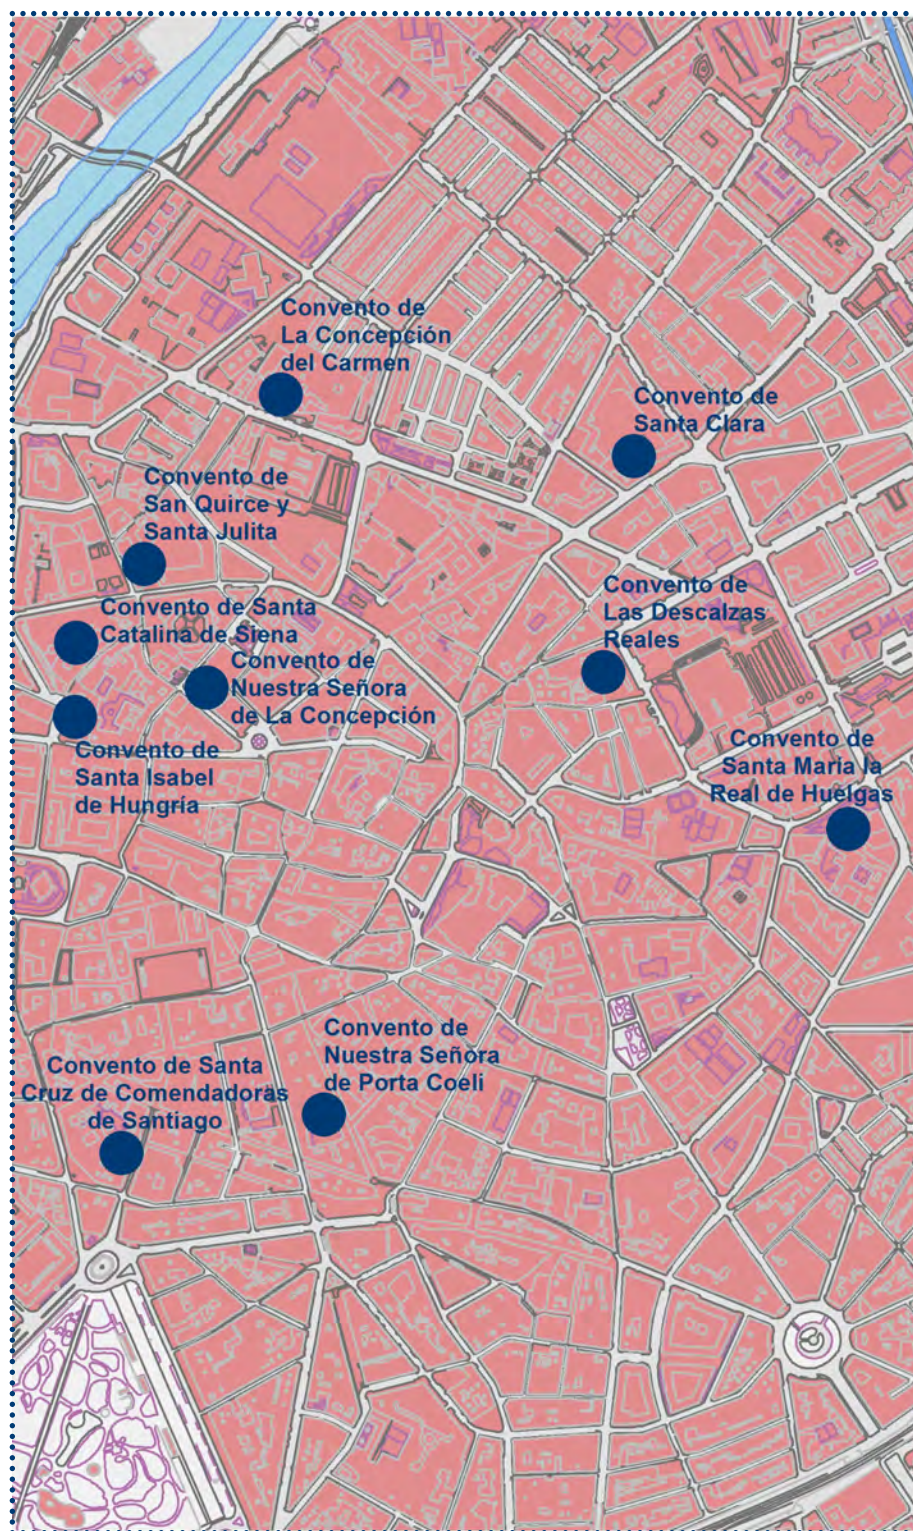 Convento de
La Concepción
del Carmen
Convento de
Santa Clara
Convento de
San Quirce y
Santa Julita
Convento de
Las Descalzas
Reales
Convento de Santa
Catalina de Siena
Convento de
Nuestra Señora
de La Concepción
Convento de
Santa Isabel
de Hungría
Convento de
Santa Maria la
Real de Huelgas
Convento de
Nuestra Señora
de Porta Coeli
Convento de Santa
Cruz de Comendadoras
de Santiago